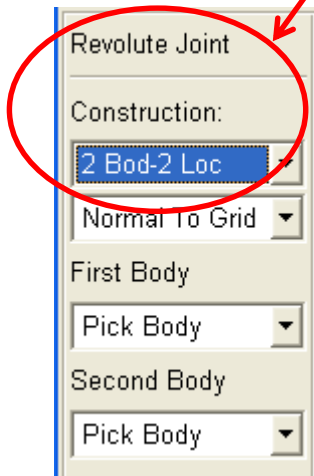 Revolute Joint
Construction:
2 Bod-2 Loc
Normal To Grid
First Body
Pick Body
Second Body
Pick Body